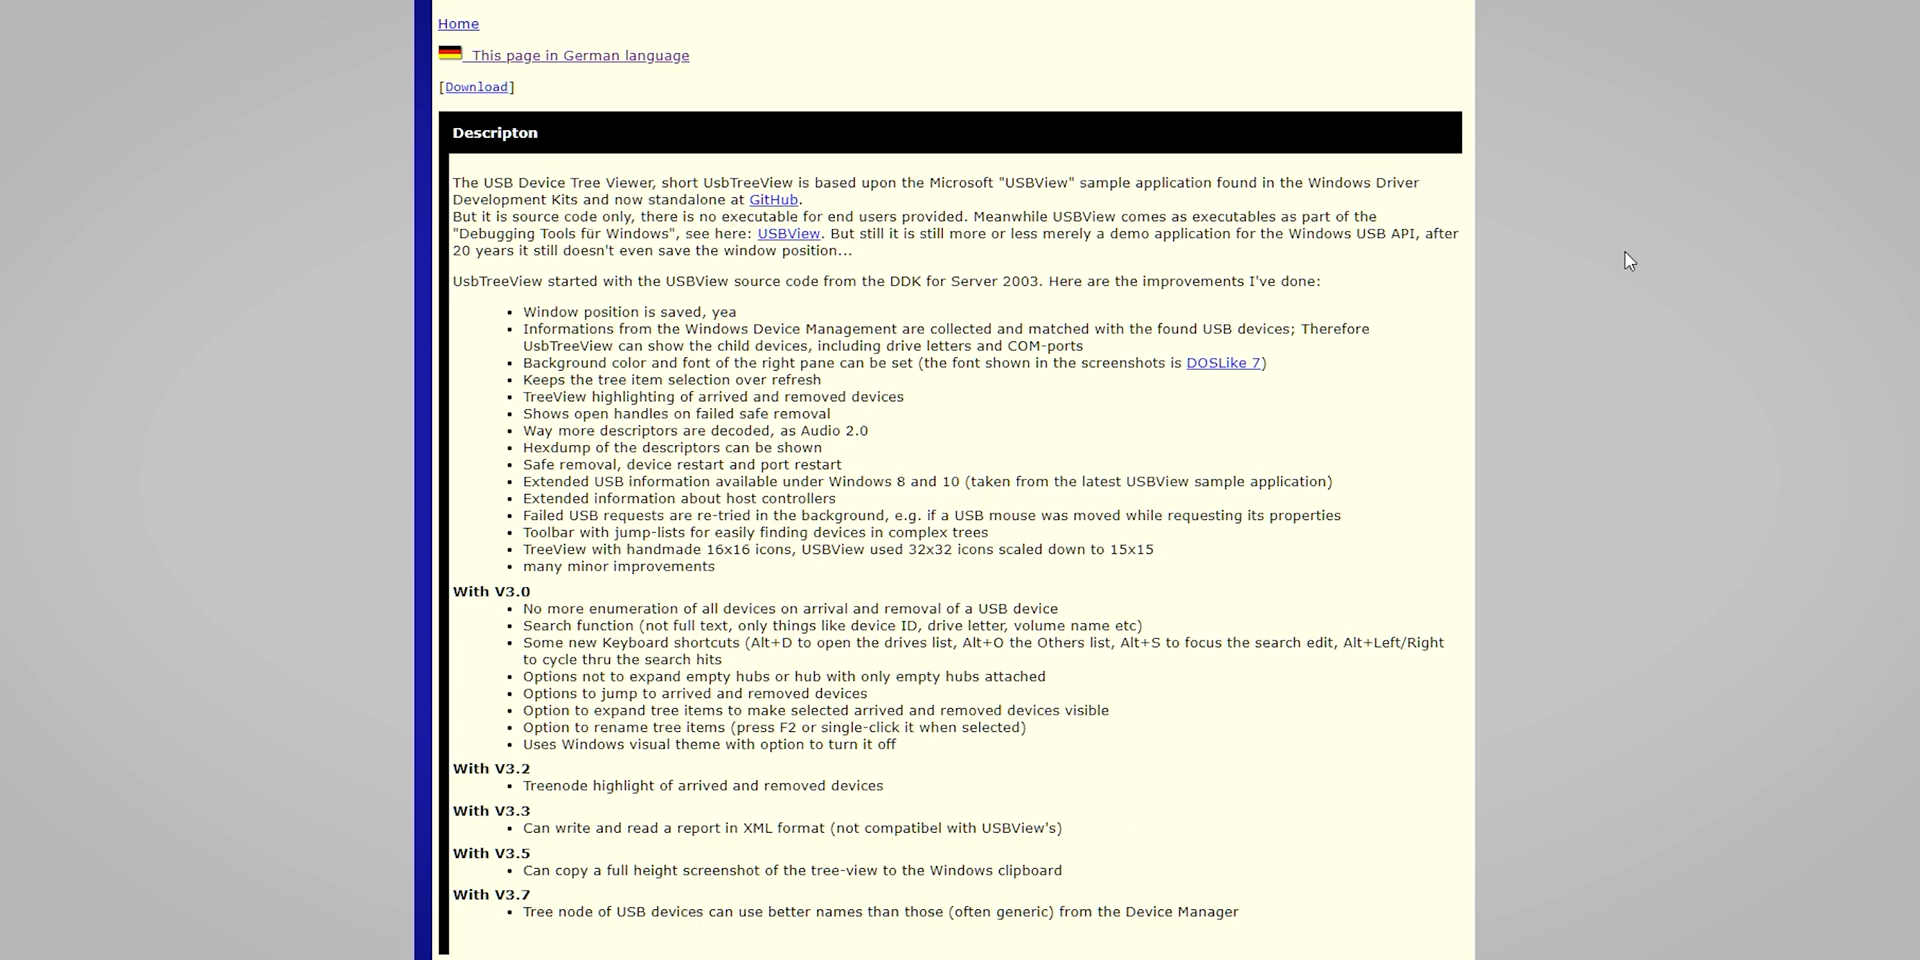 Home
This page in German language
[Download]
Descripton
The USB Device Tree Viewer, short UsbTreeView is based upon the Microsoft "USBView" sample application found in the Windows Driver
Development Kits and now standalone at GitHub.
But it is source code only, there is no executable for end users provided. Meanwhile USBView comes as executables as part of the
"Debugging Tools für Windows", see here: USBView. But still it is still more or less merely a demo application for the Windows USB API, after
20 years it still doesn't even save the window position...
UsbTreeView started with the USBView source code from the DDK for Server 2003. Here are the improvements I've done:
• Window position is saved, yea
• Informations from the Windows Device Management are collected and matched with the found USB devices; Therefore
UsbTreeView can show the child devices, including drive letters and COM-ports
• Background color and font of the right pane can be set (the font shown in the screenshots is DOSLike 7)
• Keeps the tree item selection over refresh
• TreeView highlighting of arrived and removed devices
• Shows open handles on failed safe removal
• Way more descriptors are decoded, as Audio 2.0
• Hexdump of the descriptors can be shown
• Safe removal, device restart and port restart
• Extended USB information available under Windows 8 and 10 (taken from the latest USBView sample application)
• Extended information about host controllers
• Failed USB requests are re-tried in the background, e.g. if a USB mouse was moved while requesting its properties
• Toolbar with jump-lists for easily finding devices in complex trees
• TreeView with handmade 16x16 icons, USBView used 32x32 icons scaled down to 15x15
• many minor improvements
With V3.0
• No more enumeration of all devices on arrival and removal of a USB device
• Search function (not full text, only things like device ID, drive letter, volume name etc)
• Some new Keyboard shortcuts (Alt+D to open the drives list, Alt+O the Others list, Alt+S to focus the search edit, Alt+Left/Right
to cycle thru the search hits
• Options not to expand empty hubs or hub with only empty hubs attached
• Options to jump to arrived and removed devices
• Option to expand tree items to make selected arrived and removed devices visible
• Option to rename tree items (press F2 or single-click it when selected)
• Uses Windows visual theme with option to turn it off
With V3.2
• Treenode highlight of arrived and removed devices
With V3.3
• Can write and read a report in XML format (not compatibel with USBView's)
With V3.5
• Can copy a full height screenshot of the tree-view to the Windows clipboard
With V3.7
• Tree node of USB devices can use better names than those (often generic) from the Device Manager